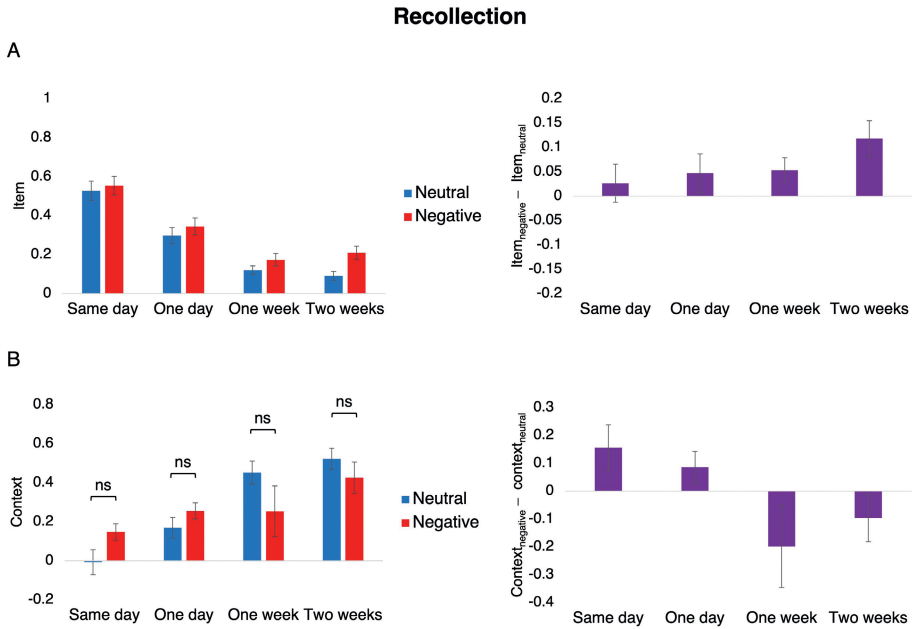 Recollection
A
Item
1
0.8
0.6
0.4
0.2
0
Same day
One day
One week
Two weeks
Neutral
Negative
Itemnegative – Itemneutral
0.2
0.15
0.1
0.05
0
-0.05
-0.1
-0.15
-0.2
Same day
One day
One week
Two weeks
B
Context
0.8
0.6
0.4
0.2
0
-0.2
ns
ns
ns
ns
Same day
One day
One week
Two weeks
Neutral
Negative
Contextnegative – contextneutral
0.3
0.2
0.1
0
-0.1
-0.2
-0.3
-0.4
Same day
One day
One week
Two weeks